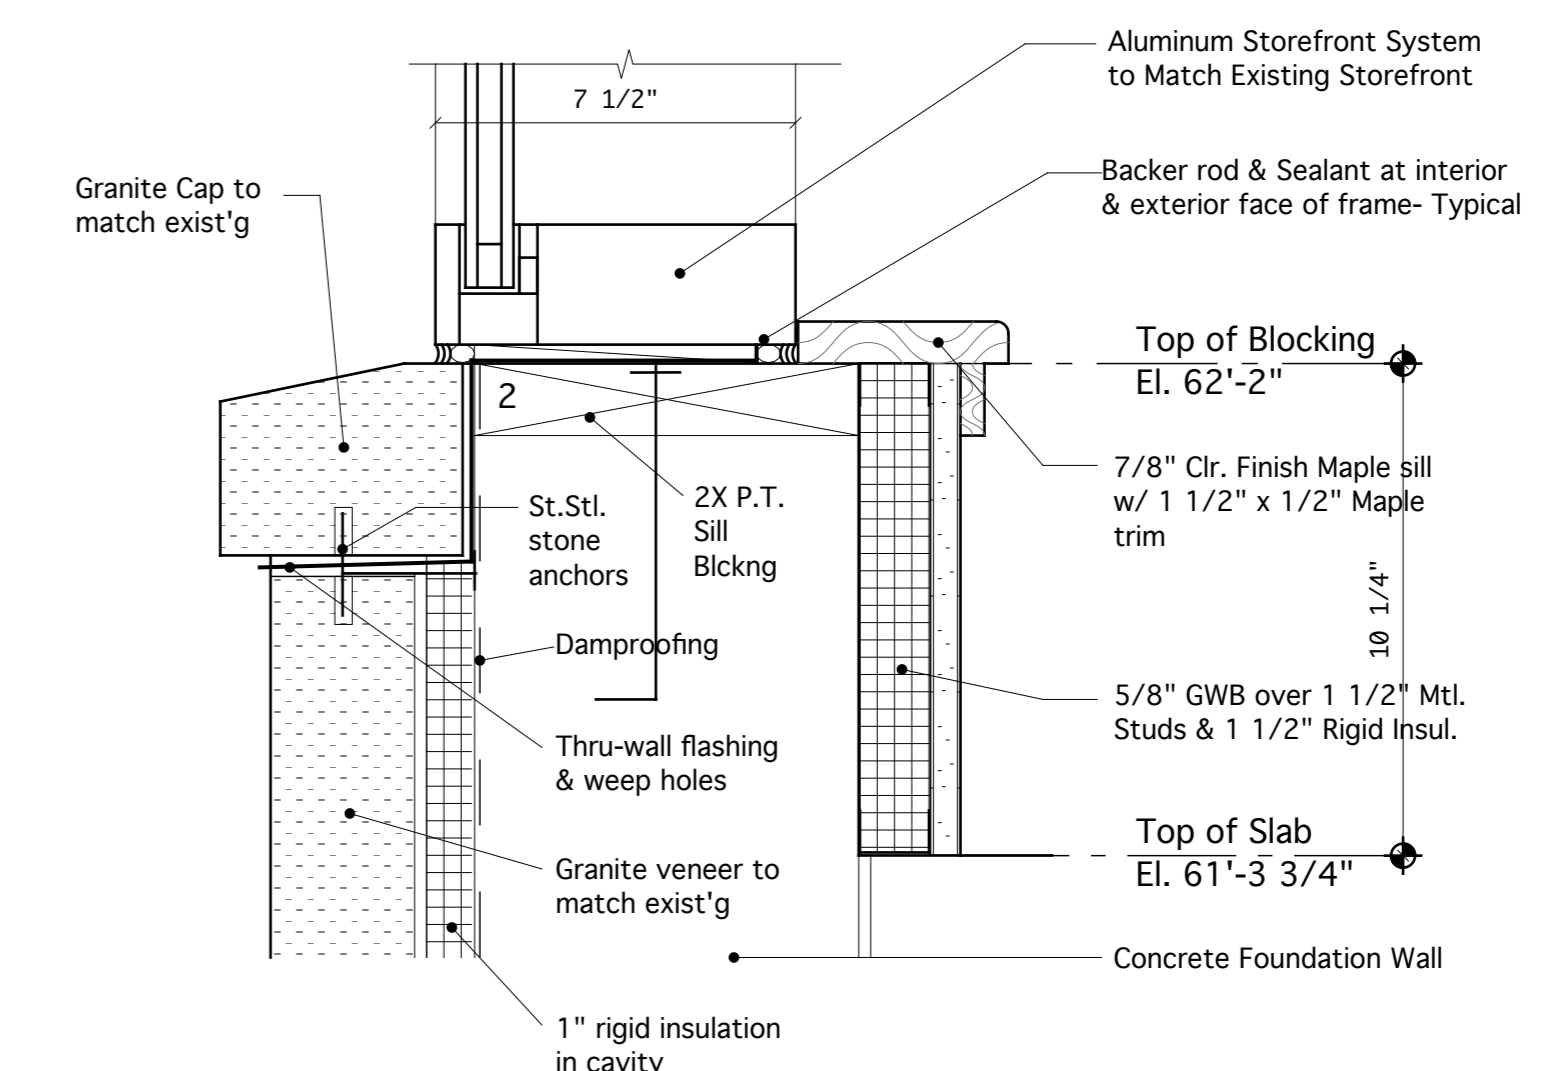 Aluminum Storefront System
to Match Existing Storefront
7 1/2"
Backer rod & Sealant at interior
& exterior face of frame- Typical
Granite Cap to
match exist'g
Top of Blocking
El. 62'-2"
2
7/8" Clr. Finish Maple sill
w/ 1 1/2" x 1/2" Maple
trim
St.Stl.
stone
anchors
2X P.T.
Sill
Blckng
10 1/4"
Damproofing
5/8" GWB over 1 1/2" Mtl.
Studs & 1 1/2" Rigid Insul.
Thru-wall flashing
& weep holes
Top of Slab
El. 61'-3 3/4"
Granite veneer to
match exist'g
Concrete Foundation Wall
1" rigid insulation
in cavity